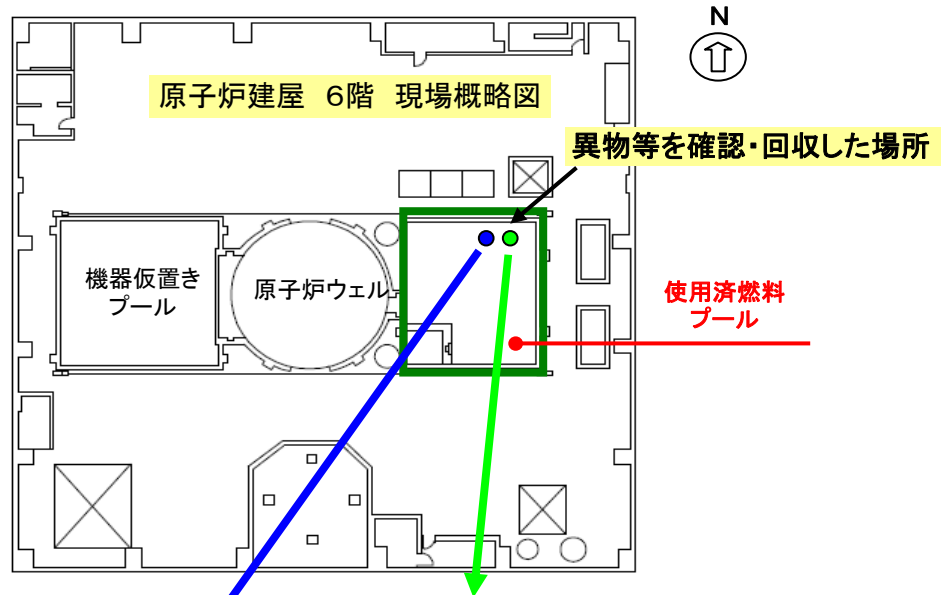 N
原子炉建屋　６階　現場概略図
異物等を確認・回収した場所
機器仮置き
プール
原子炉ウェル
使用済燃料
プール